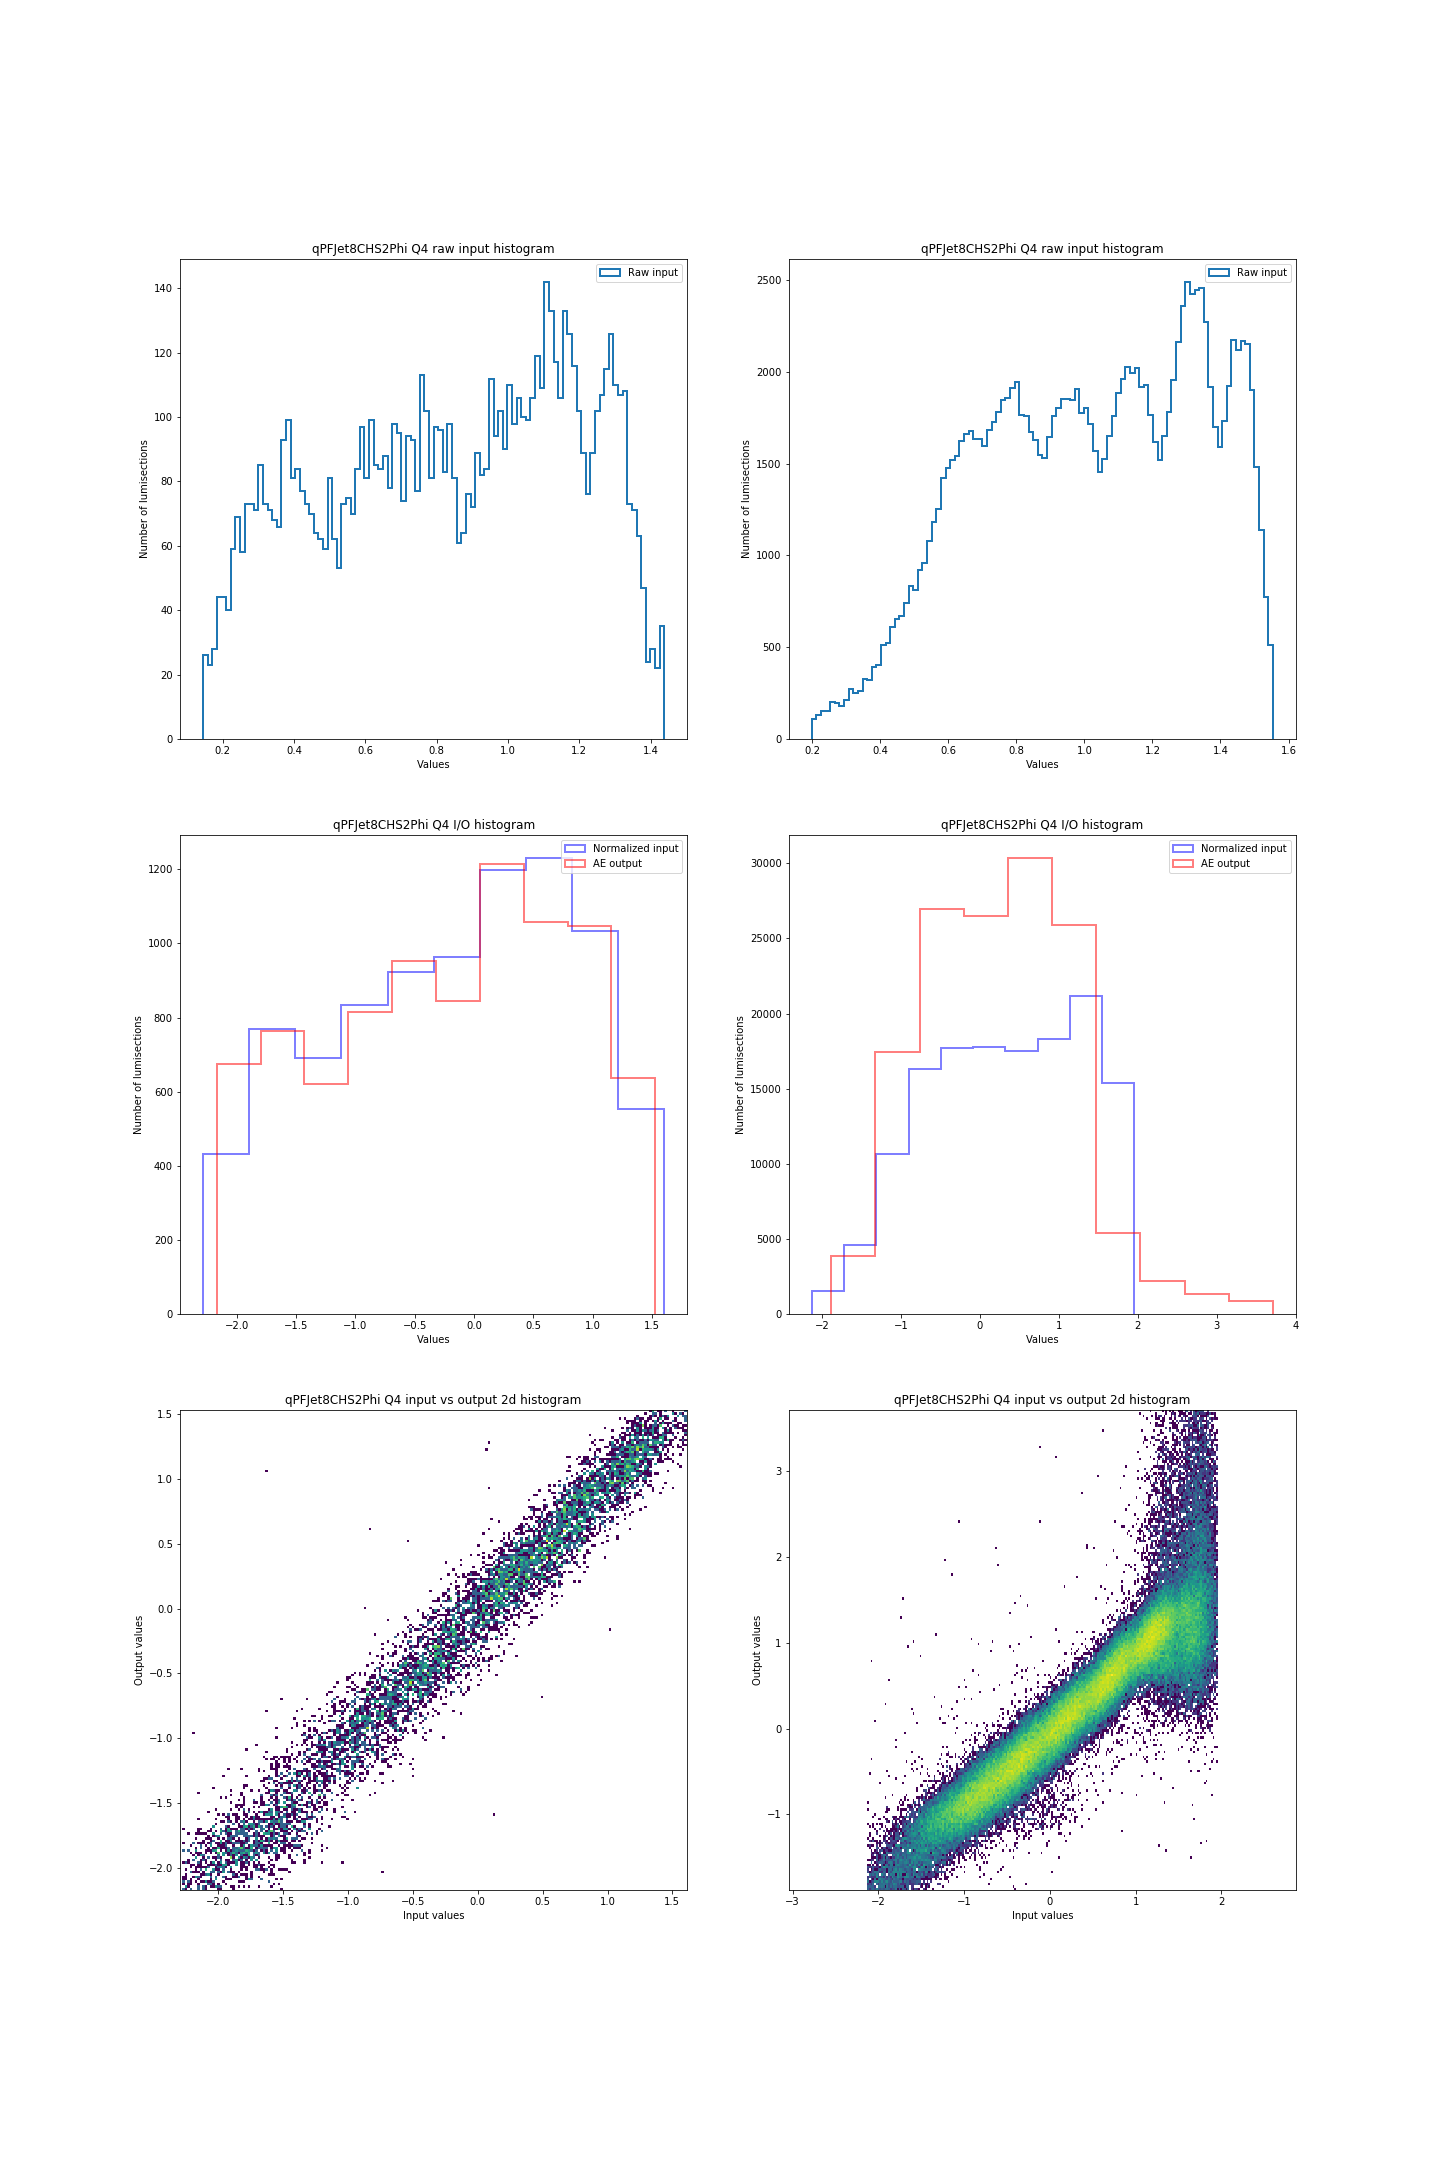 qPFJet8CHS2Phi Q4 raw input histogram
Raw input
Number of lumisections
140
120
100
80
60
40
20
0
0.2 0.4 0.6 0.8 1.0 1.2 1.4
Values
qPFJet8CHS2Phi Q4 raw input histogram
Raw input
Number of lumisections
2500
2000
1500
1000
500
0
0.2 0.4 0.6 0.8 1.0 1.2 1.4 1.6
Values
qPFJet8CHS2Phi Q4 I/O histogram
Normalized input
AE output
Number of lumisections
1200
1000
800
600
400
200
0
−2.0 −1.5 −1.0 −0.5 0.0 0.5 1.0 1.5
Values
qPFJet8CHS2Phi Q4 I/O histogram
Normalized input
AE output
Number of lumisections
30000
25000
20000
15000
10000
5000
0
−2 −1 0 1 2 3 4
Values
qPFJet8CHS2Phi Q4 input vs output 2d histogram
Output values
1.5
1.0
0.5
0.0
−0.5
−1.0
−1.5
−2.0
−2.0 −1.5 −1.0 −0.5 0.0 0.5 1.0 1.5
Input values
qPFJet8CHS2Phi Q4 input vs output 2d histogram
Output values
3
2
1
0
−1
−3 −2 −1 0 1 2
Input values